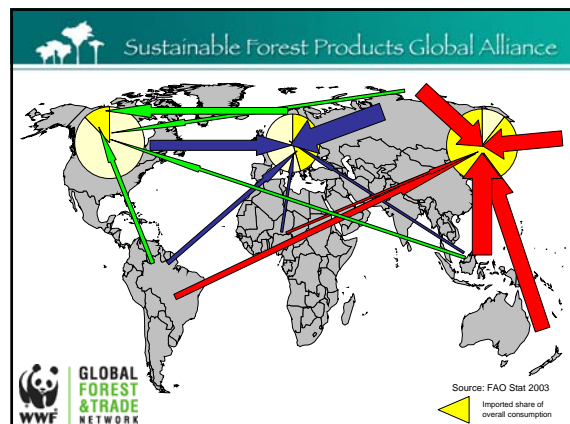 Sustainable Forest Products Global Alliance
Source: FAO Stat 2003
Imported share of
overall consumption
WWF
GLOBAL
FOREST
&TRADE
NETWORK